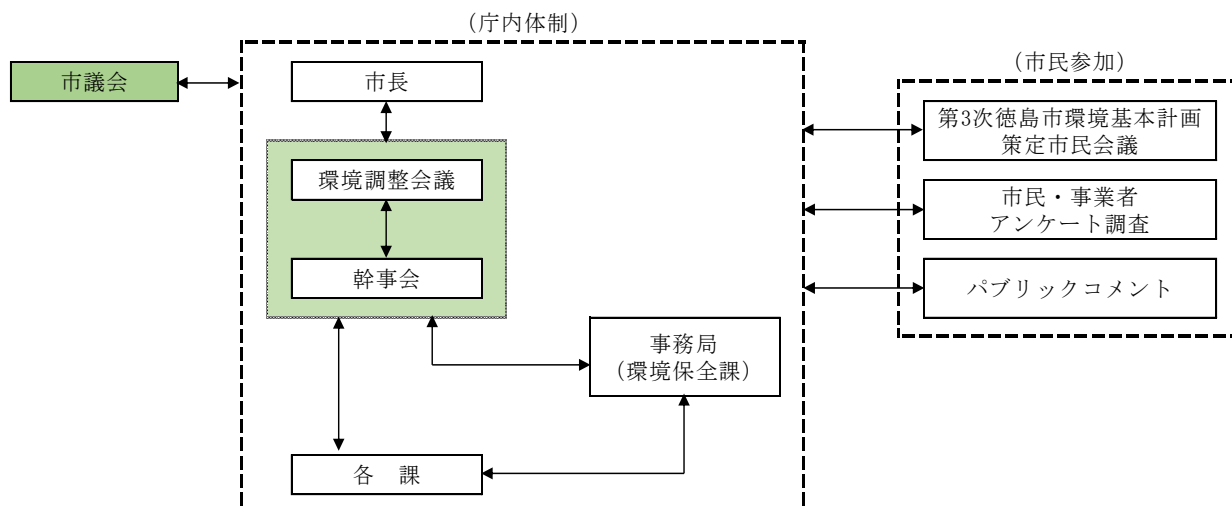 （庁内体制）
市議会
市長
環境調整会議
幹事会
事務局
（環境保全課）
各　課
（市民参加）
第3次徳島市環境基本計画
策定市民会議
市民・事業者
アンケート調査
パブリックコメント